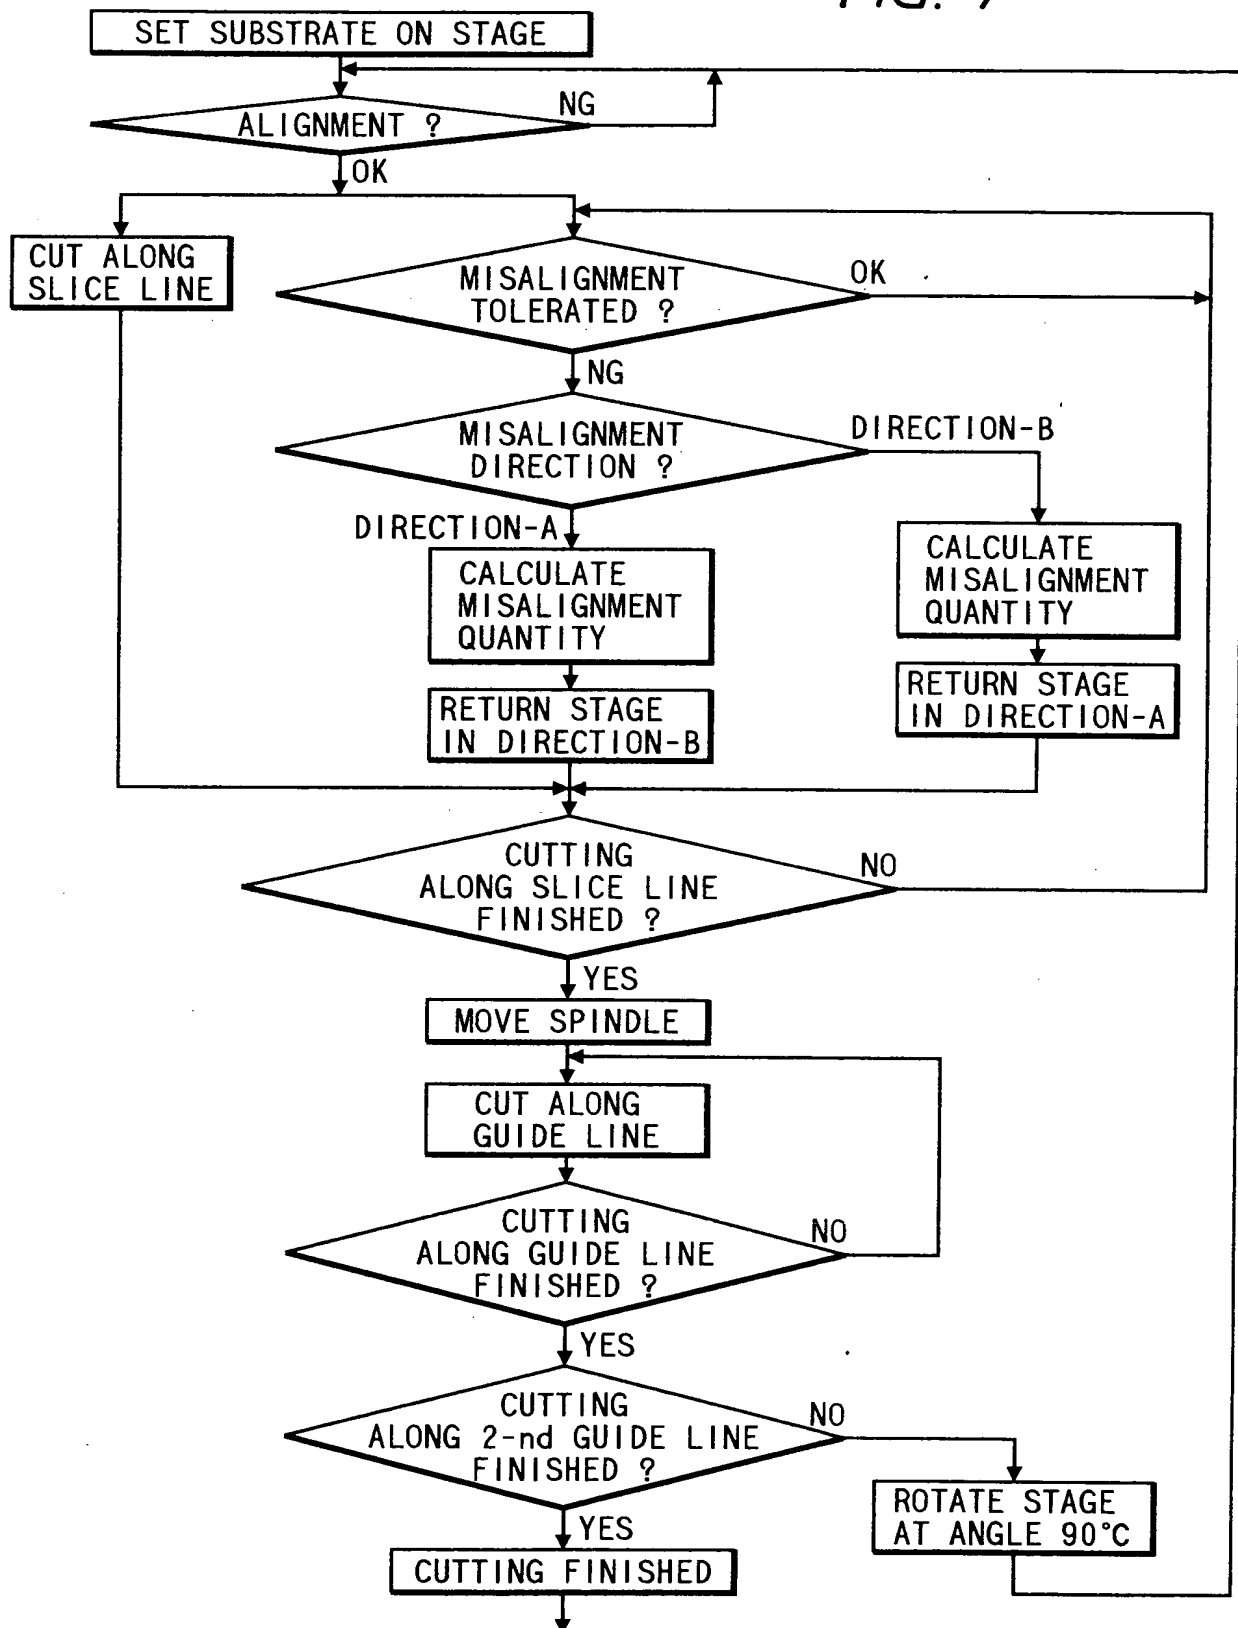 SET SUBSTRATE ON STAGE
ALIGNMENT ?
NG
OK
CUT ALONG
SLICE LINE
MISALIGNMENT
TOLERATED ?
OK
NG
MISALIGNMENT
DIRECTION ?
DIRECTION-B
DIRECTION-A
CALCULATE
MISALIGNMENT
QUANTITY
CALCULATE
MISALIGNMENT
QUANTITY
RETURN STAGE
IN DIRECTION-B
RETURN STAGE
IN DIRECTION-A
CUTTING
ALONG SLICE LINE
FINISHED ?
NO
YES
MOVE SPINDLE
CUT ALONG
GUIDE LINE
CUTTING
ALONG GUIDE LINE
FINISHED ?
NO
YES
CUTTING
ALONG 2-nd GUIDE LINE
FINISHED ?
NO
ROTATE STAGE
AT ANGLE 90°C
YES
CUTTING FINISHED